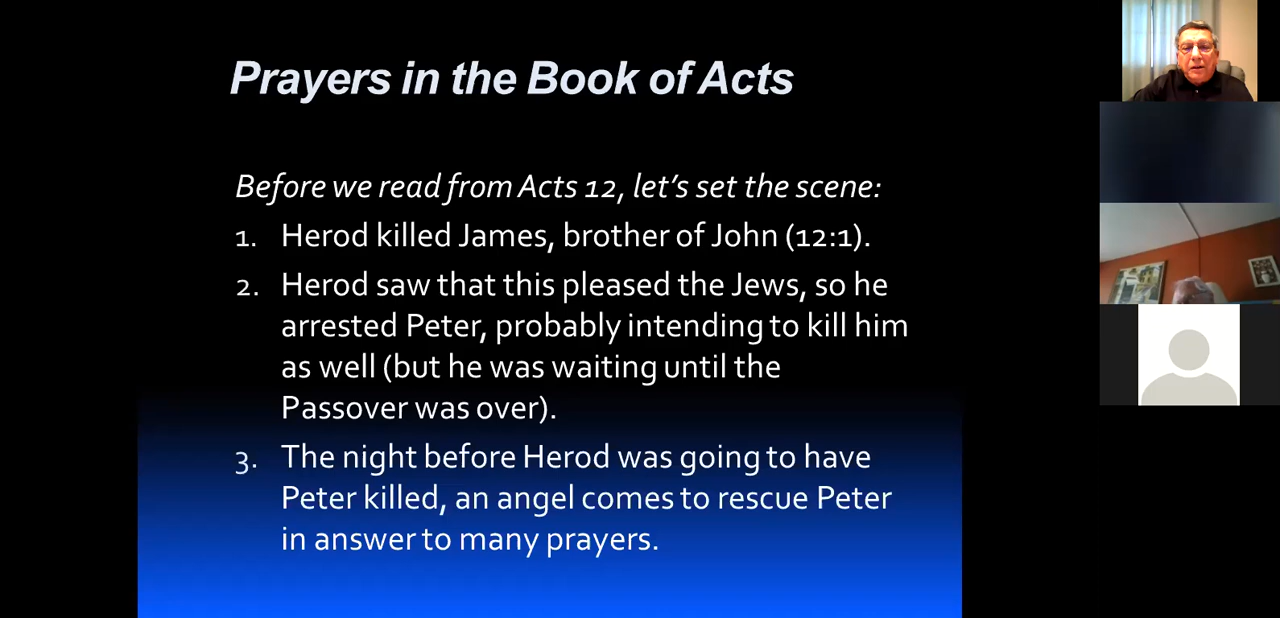 Prayers in the Book of Acts
Before we read from Acts 12, let’s set the scene:
1. Herod killed James, brother of John (12:1).
2. Herod saw that this pleased the Jews, so he
arrested Peter, probably intending to kill him
as well (but he was waiting until the
Passover was over).
3. The night before Herod was going to have
Peter killed, an angel comes to rescue Peter
in answer to many prayers.